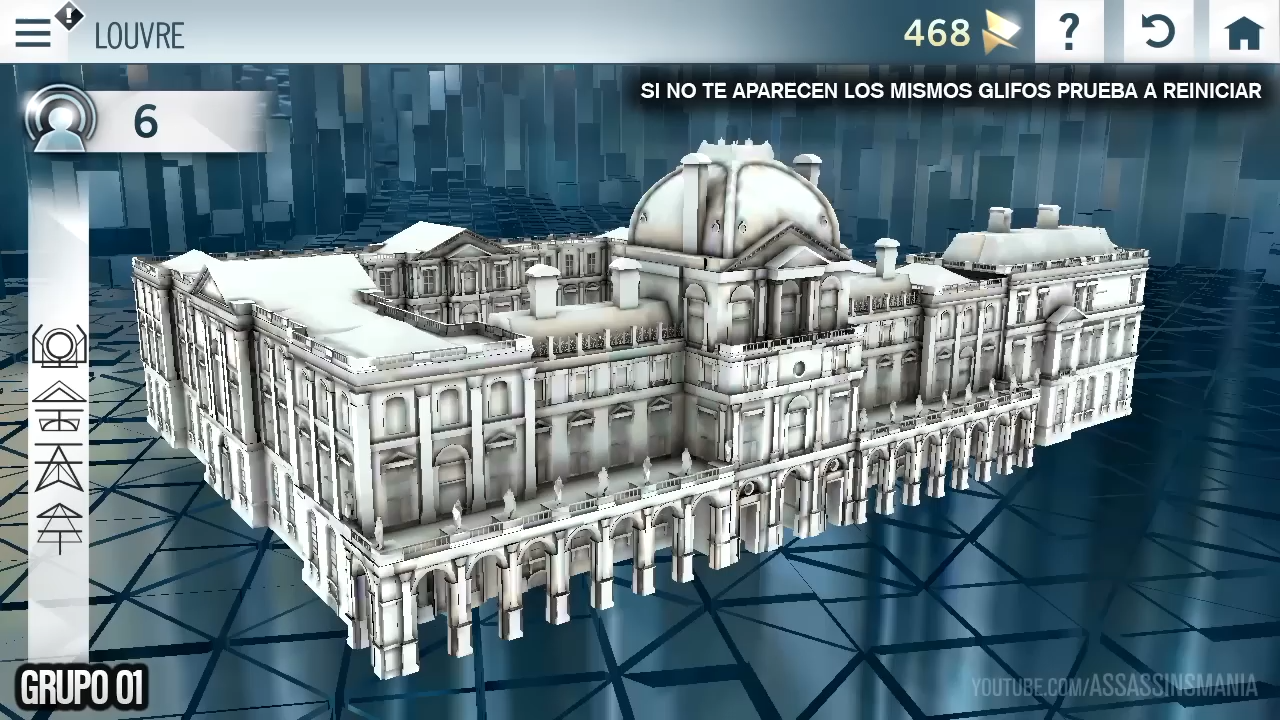 LOUVRE
468
?
SI NO TE APARECEN LOS MISMOS GLIFOS PRUEBA A REINICIAR
6
GRUPO 01
YOUTUBE.COM/ASSASSINSMANIA